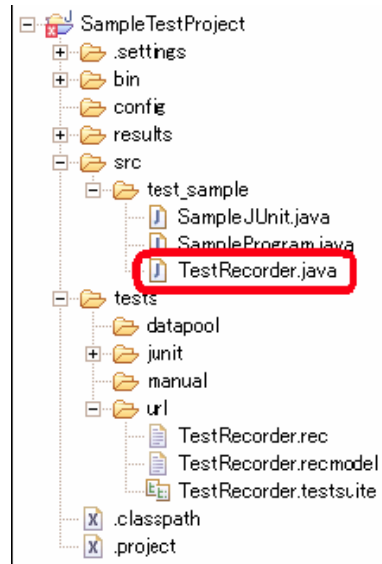 SampleTestProject
.settings
bin
config
results
src
test_sample
SampleJUnit.java
SampleProgram.java
TestRecorder.java
tests
datapool
junit
manual
url
TestRecorder.rec
TestRecorder.recmodel
TestRecorder.testsuite
.classpath
.project